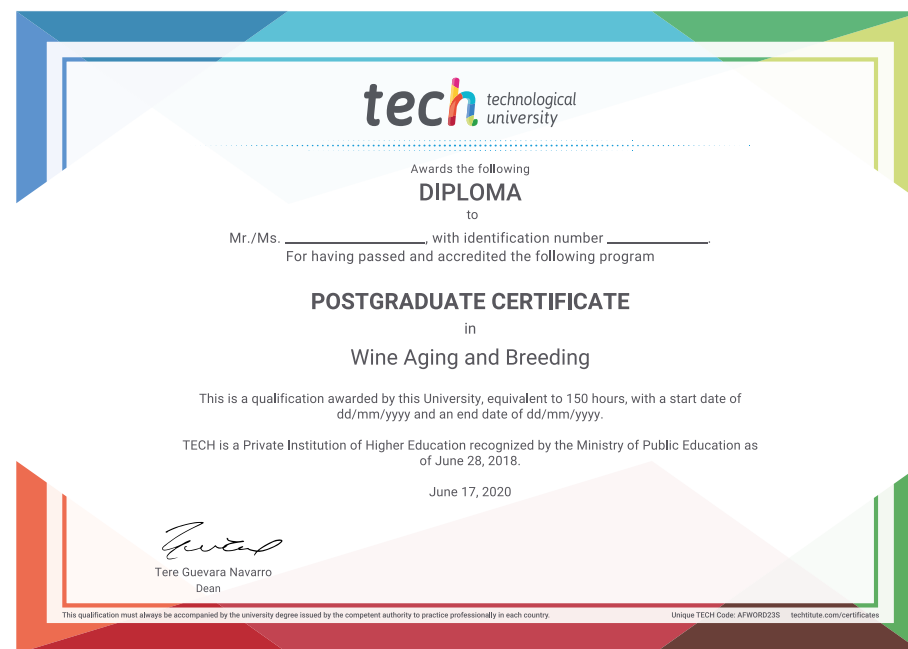 tech technological
university
Awards the following
DIPLOMA
to
Mr./Ms. ____________________, with identification number ______________.
For having passed and accredited the following program
POSTGRADUATE CERTIFICATE
in
Wine Aging and Breeding
This is a qualification awarded by this University, equivalent to 150 hours, with a start date of
dd/mm/yyyy and an end date of dd/mm/yyyy.
TECH is a Private Institution of Higher Education recognized by the Ministry of Public Education as
of June 28, 2018.
June 17, 2020
Tere Guevara Navarro
Dean
This qualification must always be accompanied by the university degree issued by the competent authority to practice professionally in each country.
Unique TECH Code: AFWORD23S techtitute.com/certificates